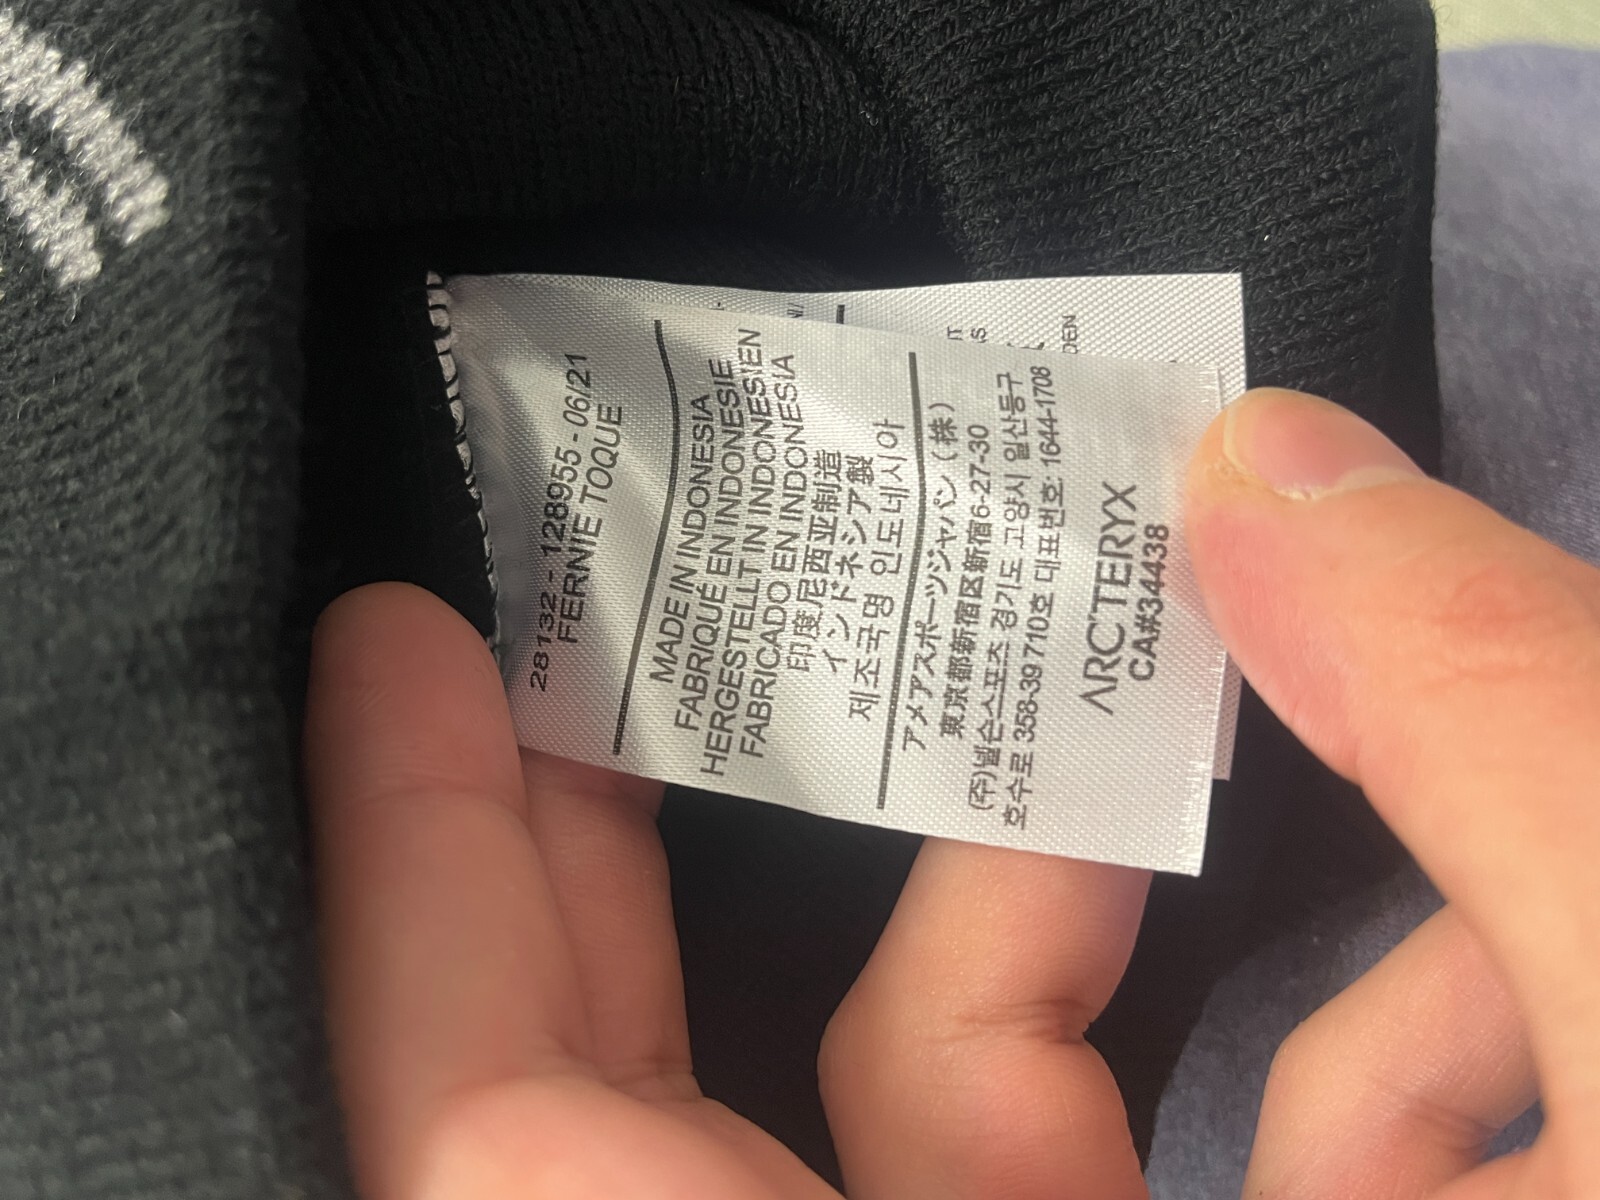 28132 - 128955 - 06/21
FERNIE TOQUE
MADE IN INDONESIA
FABRIQUÉ EN INDONESIE
HERGESTELLT IN INDONESIEN
FABRICADO EN INDONESIA
印度尼西亚制造
インドネシア製
제조국명 인도네시아
アメアスポーツジャパン (株)
東京都新宿区新宿6-27-30
(주)넬슨스포츠 경기도 고양시 일산동구
호수로 358-39 710호 대표번호: 1644-1708
ARC'TERYX
CA#34438